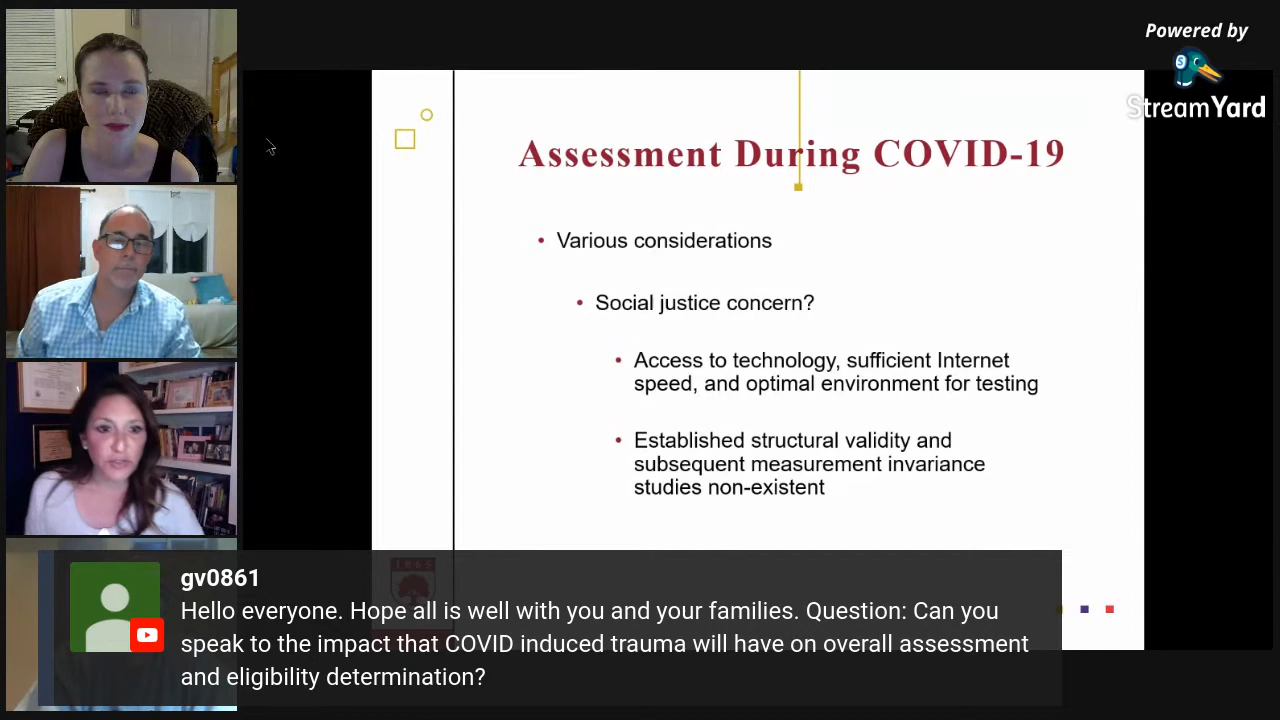 Powered by
StreamYard
Assessment During COVID-19
• Various considerations
• Social justice concern?
• Access to technology, sufficient Internet
speed, and optimal environment for testing
• Established structural validity and
subsequent measurement invariance
studies non-existent
gv0861
Hello everyone. Hope all is well with you and your families. Question: Can you
speak to the impact that COVID induced trauma will have on overall assessment
and eligibility determination?